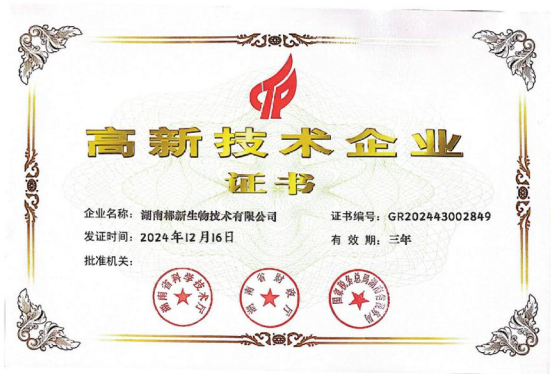 高新技术企业
证书
企业名称：湖南梛新生物技术有限公司
证书编号：GR202443002849
发证时间：2024年12月16日
有 效 期：三年
批准机关：
湖南省科学技术厅
湖南省财政厅
国家税务总局湖南省税务局